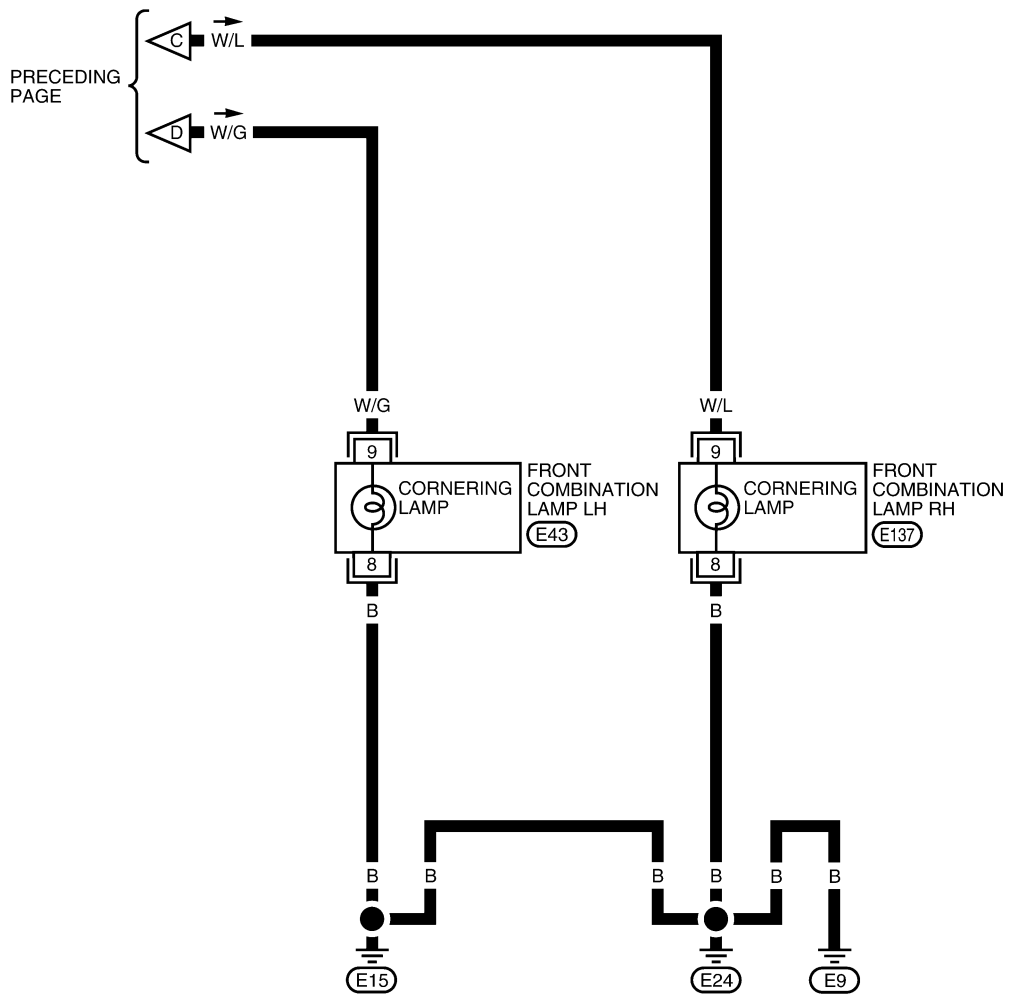 C W/L
PRECEDING
PAGE
D W/G
W/G W/L
9 9
CORNERING
LAMP
FRONT
COMBINATION
LAMP LH
E43
CORNERING
LAMP
FRONT
COMBINATION
LAMP RH
E137
8 8
B B
B B B B B B
E15 E24 E9